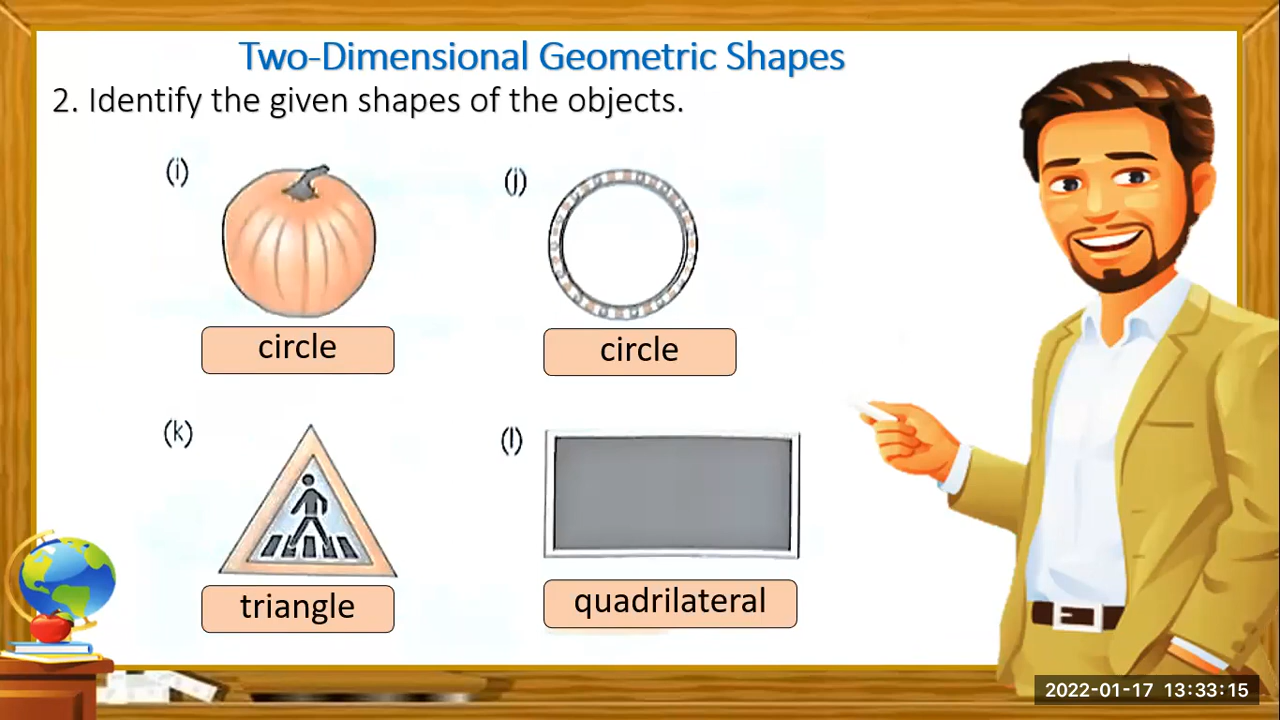 Two-Dimensional Geometric Shapes
2. Identify the given shapes of the objects.
(i)
(j)
circle
circle
(k)
(l)
triangle
quadrilateral
2022-01-17 13:33:15